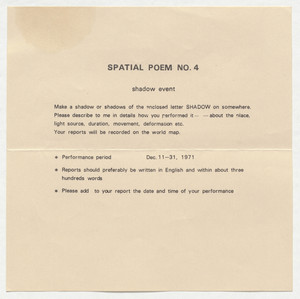 SPATIAL POEM NO. 4
shadow event
Make a shadow or shadows of the enclosed letter SHADOW on somewhere.
Please describe to me in details how you performed it— —about the place,
light source, duration, movement, deformation etc.
Your reports will be recorded on the world map.
* Performance period Dec. 11–31, 1971
* Reports should preferably be written in English and within about three
hundreds words
* Please add to your report the date and time of your performance